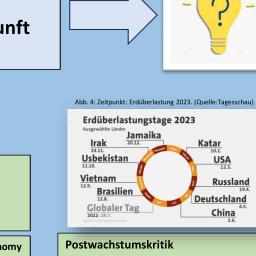 unft
?
Abb. 4: Zeitpunkt: Erdüberlastung 2023. (Quelle:Tagesschau)
Erdüberlastungstage 2023
Ausgewählte Länder
Jamaika
20.12.
Irak
24.11.
Katar
10.2.
Usbekistan
11.10.
USA
13.3.
Vietnam
12.9.
Russland
19.4.
Brasilien
12.8.
Deutschland
4.5.
Globaler Tag
2022: 28.7.
China
2.6.
nomy
Postwachstumskritik